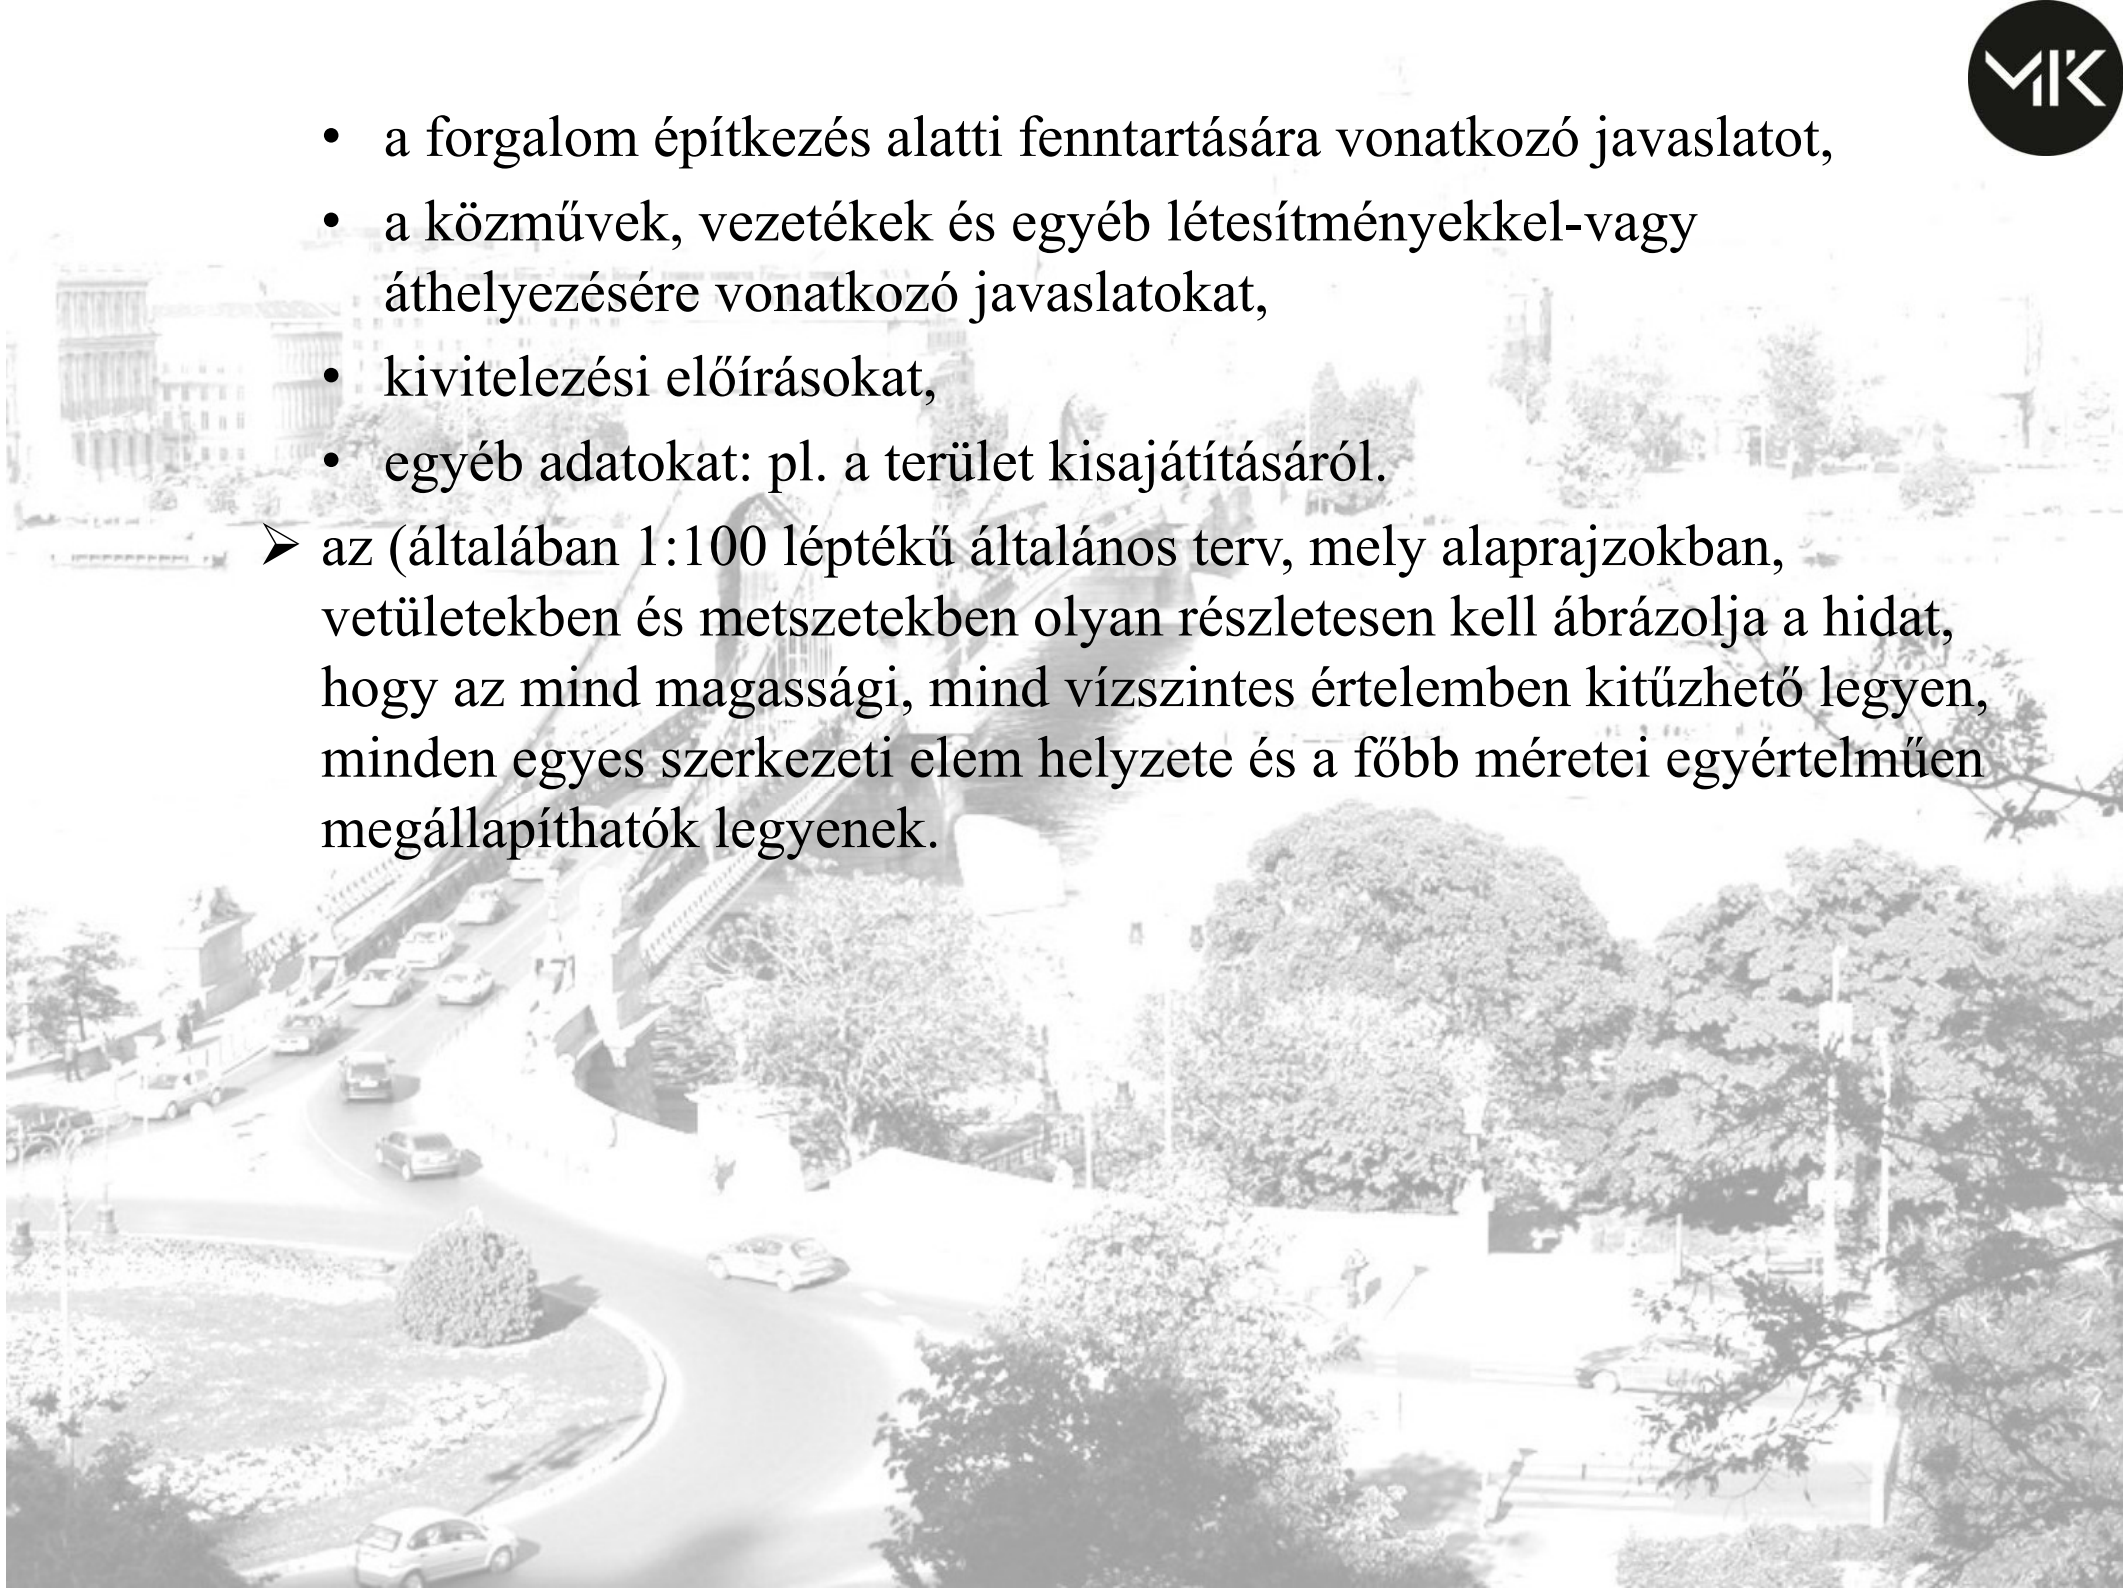 MIK
• a forgalom építkezés alatti fenntartására vonatkozó javaslatot,
• a közművek, vezetékek és egyéb létesítményekkel-vagy
áthelyezésére vonatkozó javaslatokat,
• kivitelezési előírásokat,
• egyéb adatokat: pl. a terület kisajátításáról.
➢ az (általában 1:100 léptékű általános terv, mely alaprajzokban,
vetületekben és metszetekben olyan részletesen kell ábrázolja a hidat,
hogy az mind magassági, mind vízszintes értelemben kitűzhető legyen,
minden egyes szerkezeti elem helyzete és a főbb méretei egyértelműen
megállapíthatók legyenek.